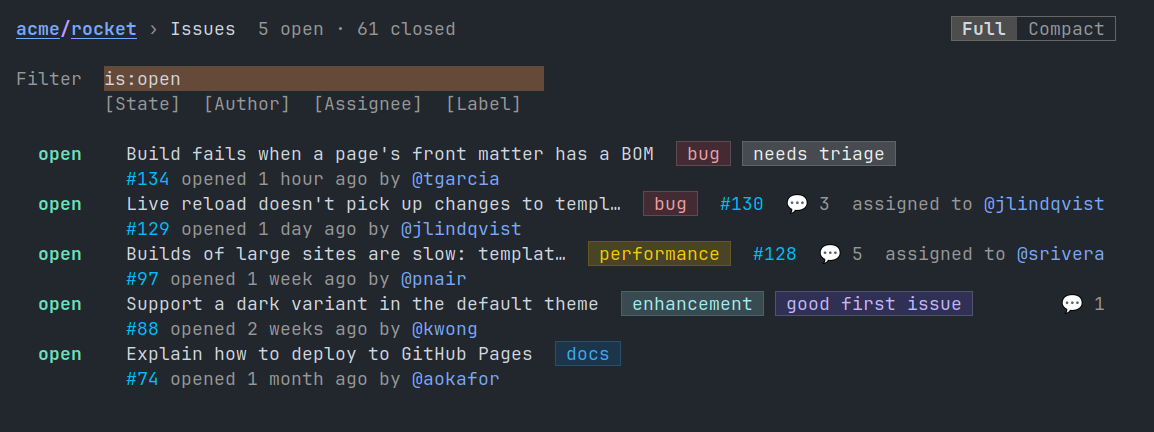 acme/rocket › Issues 5 open · 61 closed Full Compact
Filter is:open
[State] [Author] [Assignee] [Label]
open Build fails when a page's front matter has a BOM bug needs triage
#134 opened 1 hour ago by @tgarcia
open Live reload doesn't pick up changes to templ… bug #130 💬 3 assigned to @jlindqvist
#129 opened 1 day ago by @jlindqvist
open Builds of large sites are slow: templat… performance #128 💬 5 assigned to @srivera
#97 opened 1 week ago by @pnair
open Support a dark variant in the default theme enhancement good first issue 💬 1
#88 opened 2 weeks ago by @kwong
open Explain how to deploy to GitHub Pages docs
#74 opened 1 month ago by @aokafor